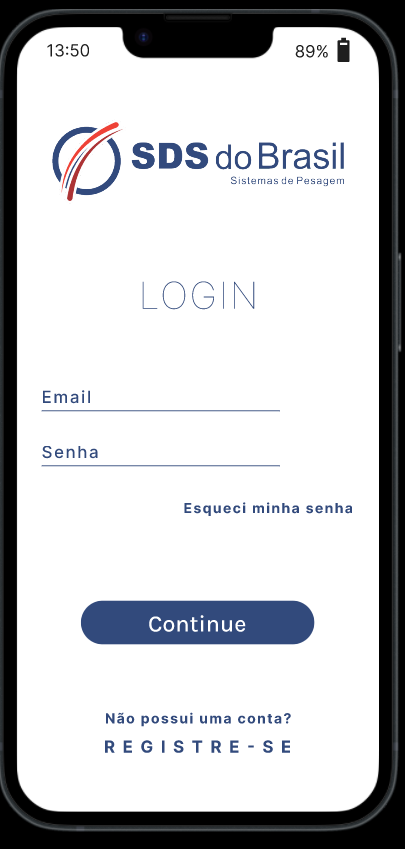 13:50 89%
SDS do Brasil
Sistemas de Pesagem
LOGIN
Email
Senha
Esqueci minha senha
Continue
Não possui uma conta?
REGISTRE-SE